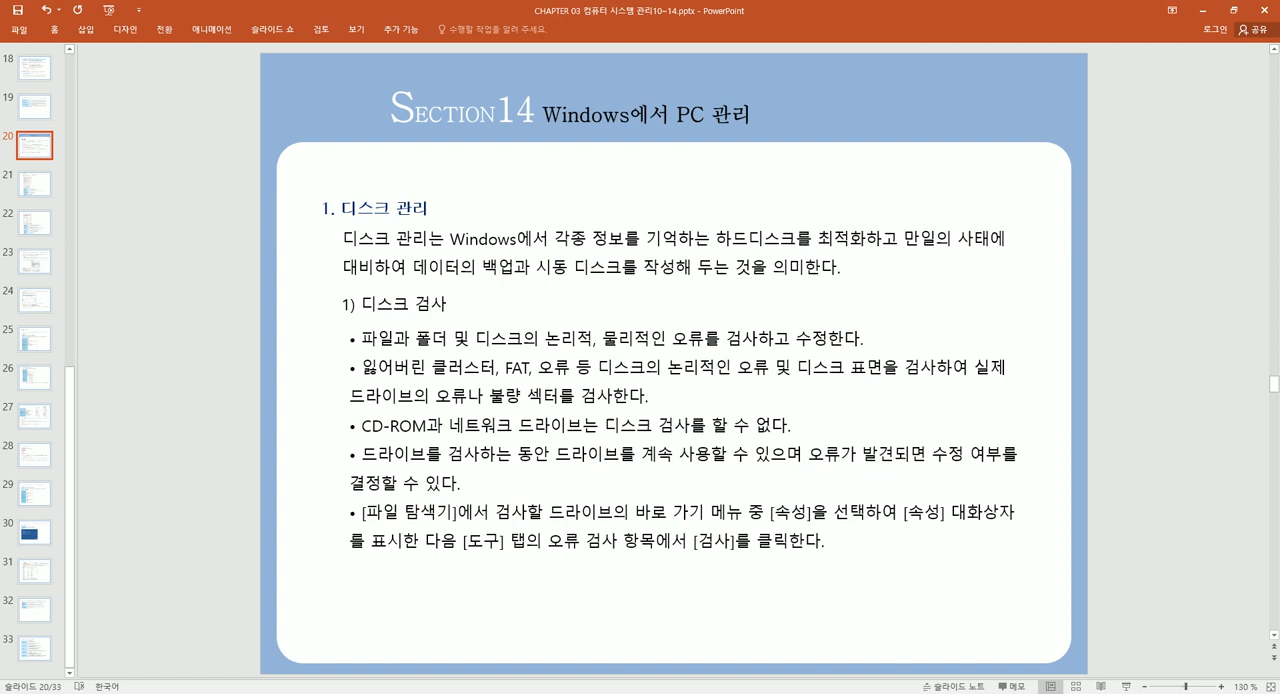 CHAPTER 03 컴퓨터 시스템 관리10~14.pptx - PowerPoint
파일 홈 삽입 디자인 전환 애니메이션 슬라이드 쇼 검토 보기 추가 기능 수행할 작업을 알려 주세요. 로그인 공유
18
19
20
21
22
23
24
25
26
27
28
29
30
31
32
33
SECTION14 Windows에서 PC 관리
1. 디스크 관리
디스크 관리는 Windows에서 각종 정보를 기억하는 하드디스크를 최적화하고 만일의 사태에
대비하여 데이터의 백업과 시동 디스크를 작성해 두는 것을 의미한다.
1) 디스크 검사
• 파일과 폴더 및 디스크의 논리적, 물리적인 오류를 검사하고 수정한다.
• 잃어버린 클러스터, FAT, 오류 등 디스크의 논리적인 오류 및 디스크 표면을 검사하여 실제
드라이브의 오류나 불량 섹터를 검사한다.
• CD-ROM과 네트워크 드라이브는 디스크 검사를 할 수 없다.
• 드라이브를 검사하는 동안 드라이브를 계속 사용할 수 있으며 오류가 발견되면 수정 여부를
결정할 수 있다.
• [파일 탐색기]에서 검사할 드라이브의 바로 가기 메뉴 중 [속성]을 선택하여 [속성] 대화상자
를 표시한 다음 [도구] 탭의 오류 검사 항목에서 [검사]를 클릭한다.
슬라이드 20/33 한국어 슬라이드 노트 메모 130 %